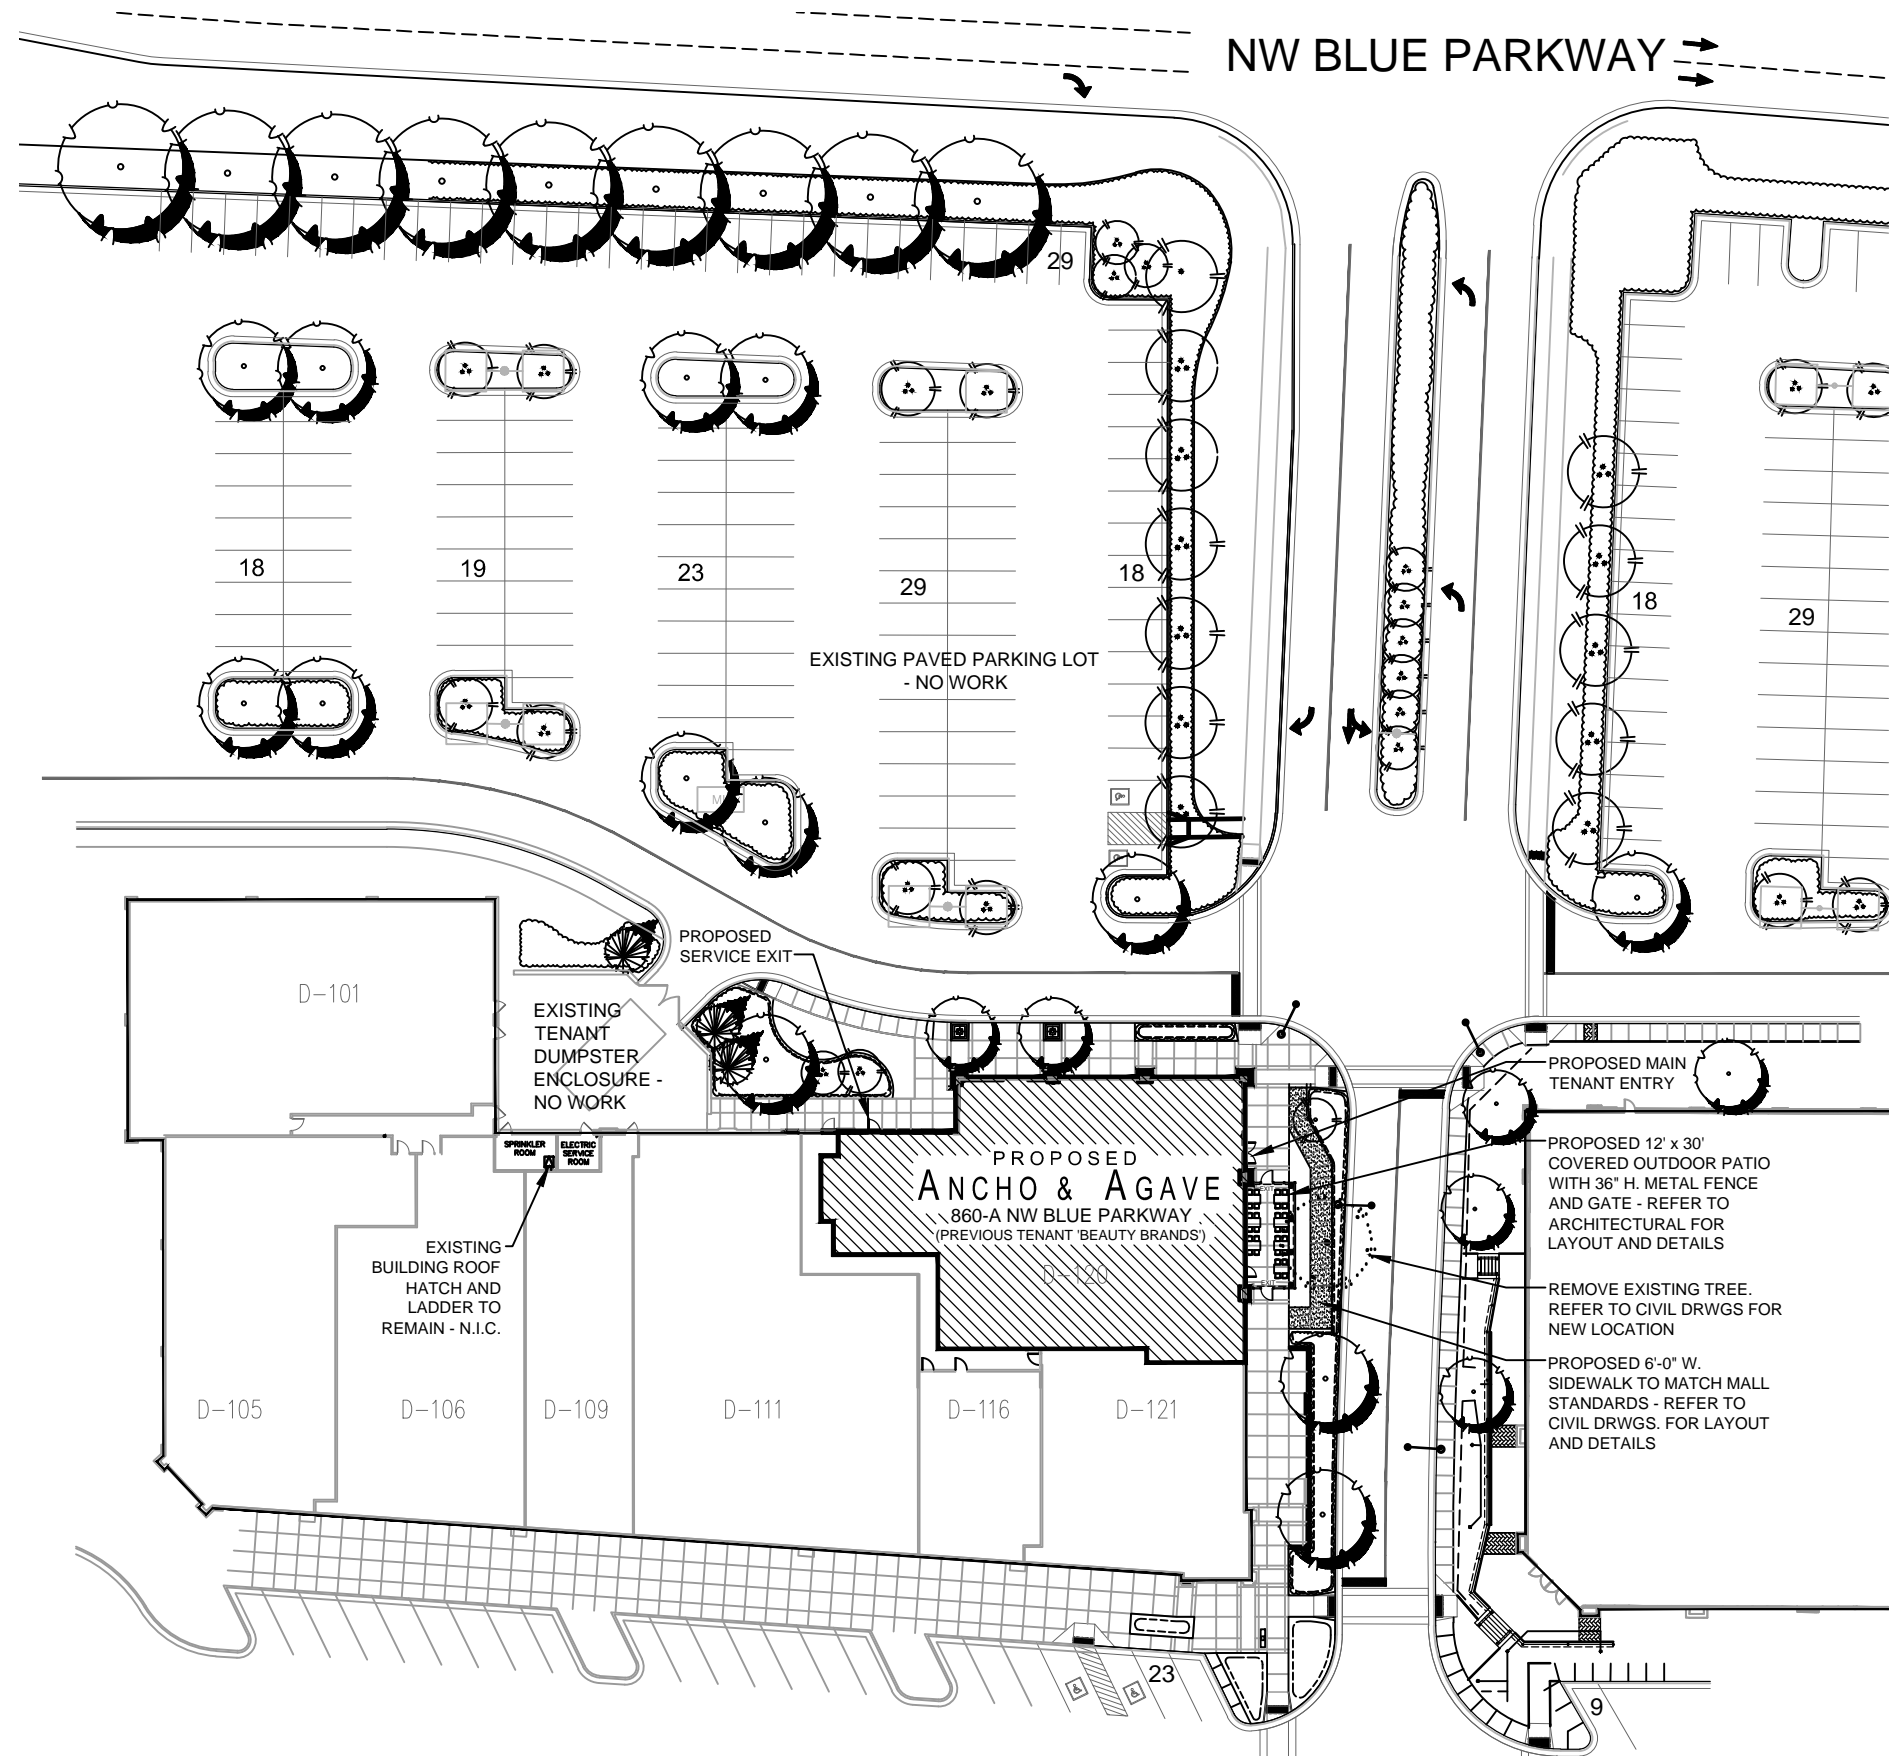 NW BLUE PARKWAY
29
18
19
23
29
18
18
29
EXISTING PAVED PARKING LOT
- NO WORK
PROPOSED
SERVICE EXIT
D-101
EXISTING
TENANT
DUMPSTER
ENCLOSURE -
NO WORK
SPRINKLER
ROOM
ELECTRIC
SERVICE
ROOM
PROPOSED
ANCHO & AGAVE
860-A NW BLUE PARKWAY
(PREVIOUS TENANT 'BEAUTY BRANDS')
D-120
EXIT
EXIT
PROPOSED MAIN
TENANT ENTRY
PROPOSED 12' x 30'
COVERED OUTDOOR PATIO
WITH 36" H. METAL FENCE
AND GATE - REFER TO
ARCHITECTURAL FOR
LAYOUT AND DETAILS
REMOVE EXISTING TREE.
REFER TO CIVIL DRWGS FOR
NEW LOCATION
PROPOSED 6'-0" W.
SIDEWALK TO MATCH MALL
STANDARDS - REFER TO
CIVIL DRWGS. FOR LAYOUT
AND DETAILS
EXISTING
BUILDING ROOF
HATCH AND
LADDER TO
REMAIN - N.I.C.
D-105
D-106
D-109
D-111
D-116
D-121
23
9